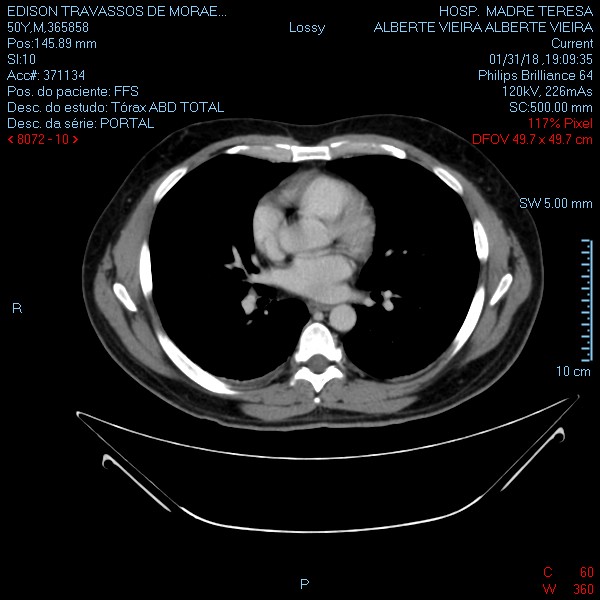 EDISON TRAVASSOS DE MORAE...
50Y,M,365858
Pos:145.89 mm
SI:10
Acc#: 371134
Pos. do paciente: FFS
Desc. do estudo: Tórax ABD TOTAL
Desc. da série: PORTAL
< 8072 - 10 >
Lossy
HOSP. MADRE TERESA
ALBERTE VIEIRA ALBERTE VIEIRA
Current
01/31/18 ,19:09:35
Philips Brilliance 64
120kV, 226mAs
SC:500.00 mm
117% Pixel
DFOV 49.7 x 49.7 cm
SW 5.00 mm
R
10 cm
P
C 60
W 360